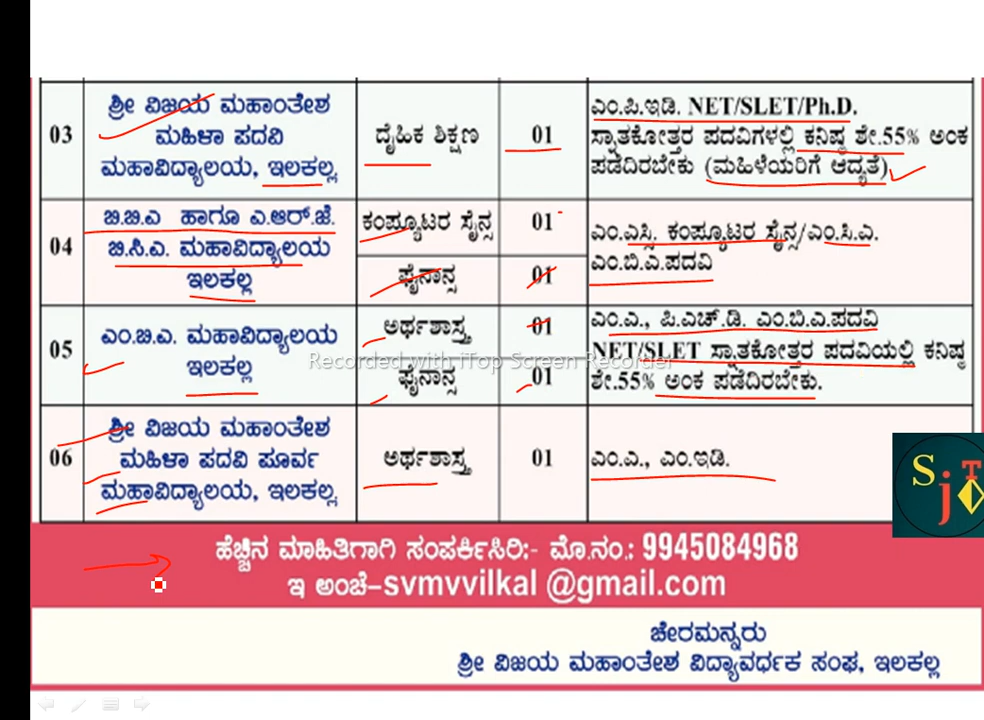 03
ಶ್ರೀ ವಿಜಯ ಮಹಾಂತೇಶ
ಮಹಿಳಾ ಪದವಿ
ಮಹಾವಿದ್ಯಾಲಯ, ಇಲಕಲ್ಲ
ದೈಹಿಕ ಶಿಕ್ಷಣ
01
ಎಂ.ಪಿ.ಇಡಿ. NET/SLET/Ph.D.
ಸ್ನಾತಕೋತ್ತರ ಪದವಿಗಳಲ್ಲಿ ಕನಿಷ್ಠ ಶೇ.55% ಅಂಕ
ಪಡೆದಿರಬೇಕು (ಮಹಿಳೆಯರಿಗೆ ಆದ್ಯತೆ)
04
ಬಿ.ಬಿ.ಎ ಹಾಗೂ ಎ.ಆರ್.ಜೆ.
ಬಿ.ಸಿ.ಎ. ಮಹಾವಿದ್ಯಾಲಯ
ಇಲಕಲ್ಲ
ಕಂಪ್ಯೂಟರ ಸೈನ್ಸ
01
ಫೈನಾನ್ಸ
01
ಎಂ.ಎಸ್ಸಿ. ಕಂಪ್ಯೂಟರ ಸೈನ್ಸ/ಎಂ.ಸಿ.ಎ.
ಎಂ.ಬಿ.ಎ.ಪದವಿ
05
ಎಂ.ಬಿ.ಎ. ಮಹಾವಿದ್ಯಾಲಯ
ಇಲಕಲ್ಲ
ಅರ್ಥಶಾಸ್ತ್ರ
01
ಫೈನಾನ್ಸ
01
ಎಂ.ಎ., ಪಿ.ಎಚ್.ಡಿ. ಎಂ.ಬಿ.ಎ.ಪದವಿ
NET/SLET ಸ್ನಾತಕೋತ್ತರ ಪದವಿಯಲ್ಲಿ ಕನಿಷ್ಠ
ಶೇ.55% ಅಂಕ ಪಡೆದಿರಬೇಕು.
Recorded with iTop Screen Recorder
06
ಶ್ರೀ ವಿಜಯ ಮಹಾಂತೇಶ
ಮಹಿಳಾ ಪದವಿ ಪೂರ್ವ
ಮಹಾವಿದ್ಯಾಲಯ, ಇಲಕಲ್ಲ
ಅರ್ಥಶಾಸ್ತ್ರ
01
ಎಂ.ಎ., ಎಂ.ಇಡಿ.
SjT
ಹೆಚ್ಚಿನ ಮಾಹಿತಿಗಾಗಿ ಸಂಪರ್ಕಿಸಿರಿ:- ಮೊ.ನಂ.: 9945084968
ಇ ಅಂಚೆ-svmvvilkal @gmail.com
ಚೇರಮನ್ನರು
ಶ್ರೀ ವಿಜಯ ಮಹಾಂತೇಶ ವಿದ್ಯಾವರ್ಧಕ ಸಂಘ, ಇಲಕಲ್ಲ